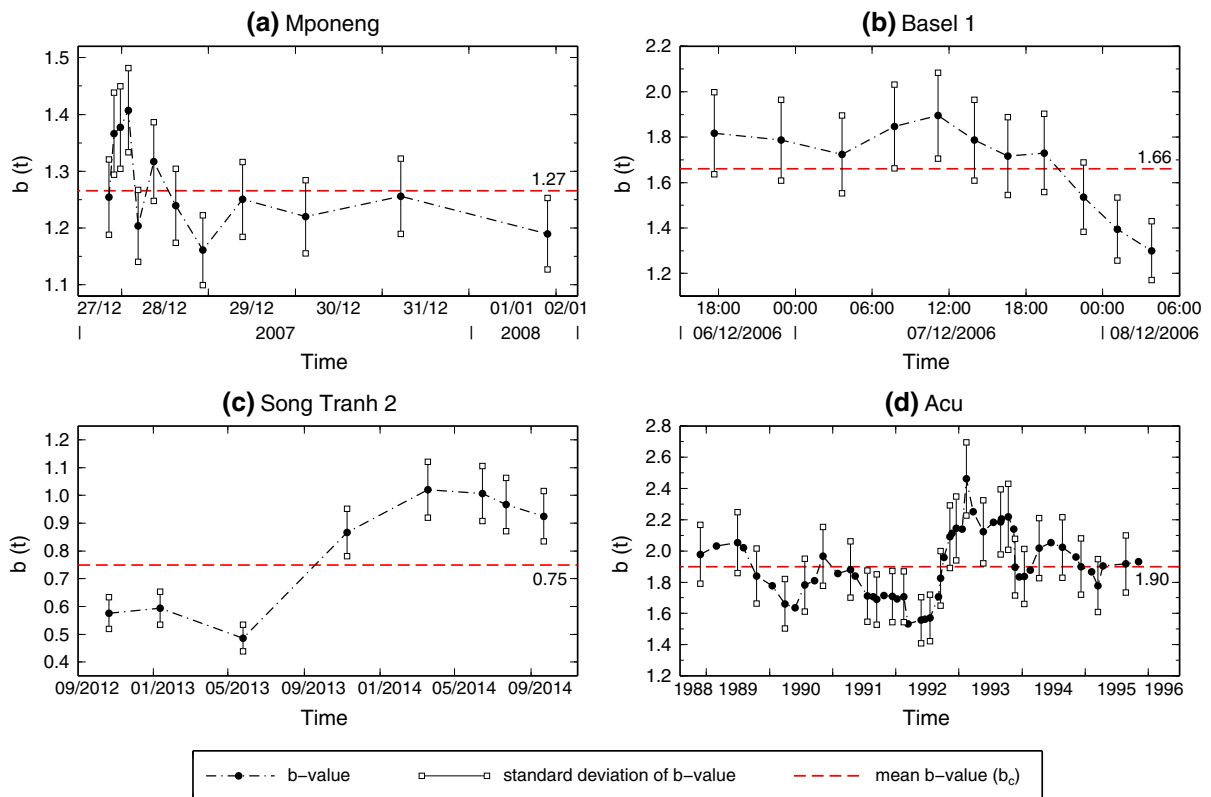 (a) Mponeng
b (t)
1.5
1.4
1.3
1.2
1.1
1.27
27/12 28/12 29/12 30/12 31/12 01/01 02/01
2007 2008
Time
(b) Basel 1
b (t)
2.2
2.0
1.8
1.6
1.4
1.2
1.66
18:00 00:00 06:00 12:00 18:00 00:00 06:00
06/12/2006 07/12/2006 08/12/2006
Time
(c) Song Tranh 2
b (t)
1.2
1.1
1.0
0.9
0.8
0.7
0.6
0.5
0.4
0.75
09/2012 01/2013 05/2013 09/2013 01/2014 05/2014 09/2014
Time
(d) Acu
b (t)
2.8
2.6
2.4
2.2
2.0
1.8
1.6
1.4
1.2
1.90
1988 1989 1990 1991 1992 1993 1994 1995 1996
Time
b−value
standard deviation of b−value
mean b−value (bc)